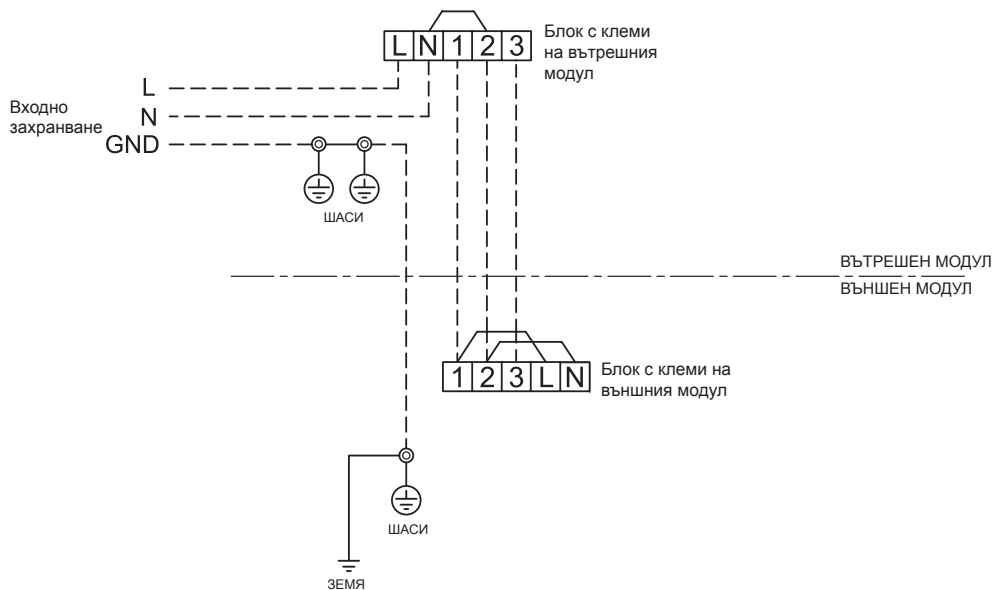 L N 1 2 3
Блок с клеми
на вътрешния
модул
Входно
захранване
L
N
GND
ШАСИ
ВЪТРЕШЕН МОДУЛ
ВЪНШЕН МОДУЛ
1 2 3 L N
Блок с клеми на
външния модул
ШАСИ
ЗЕМЯ